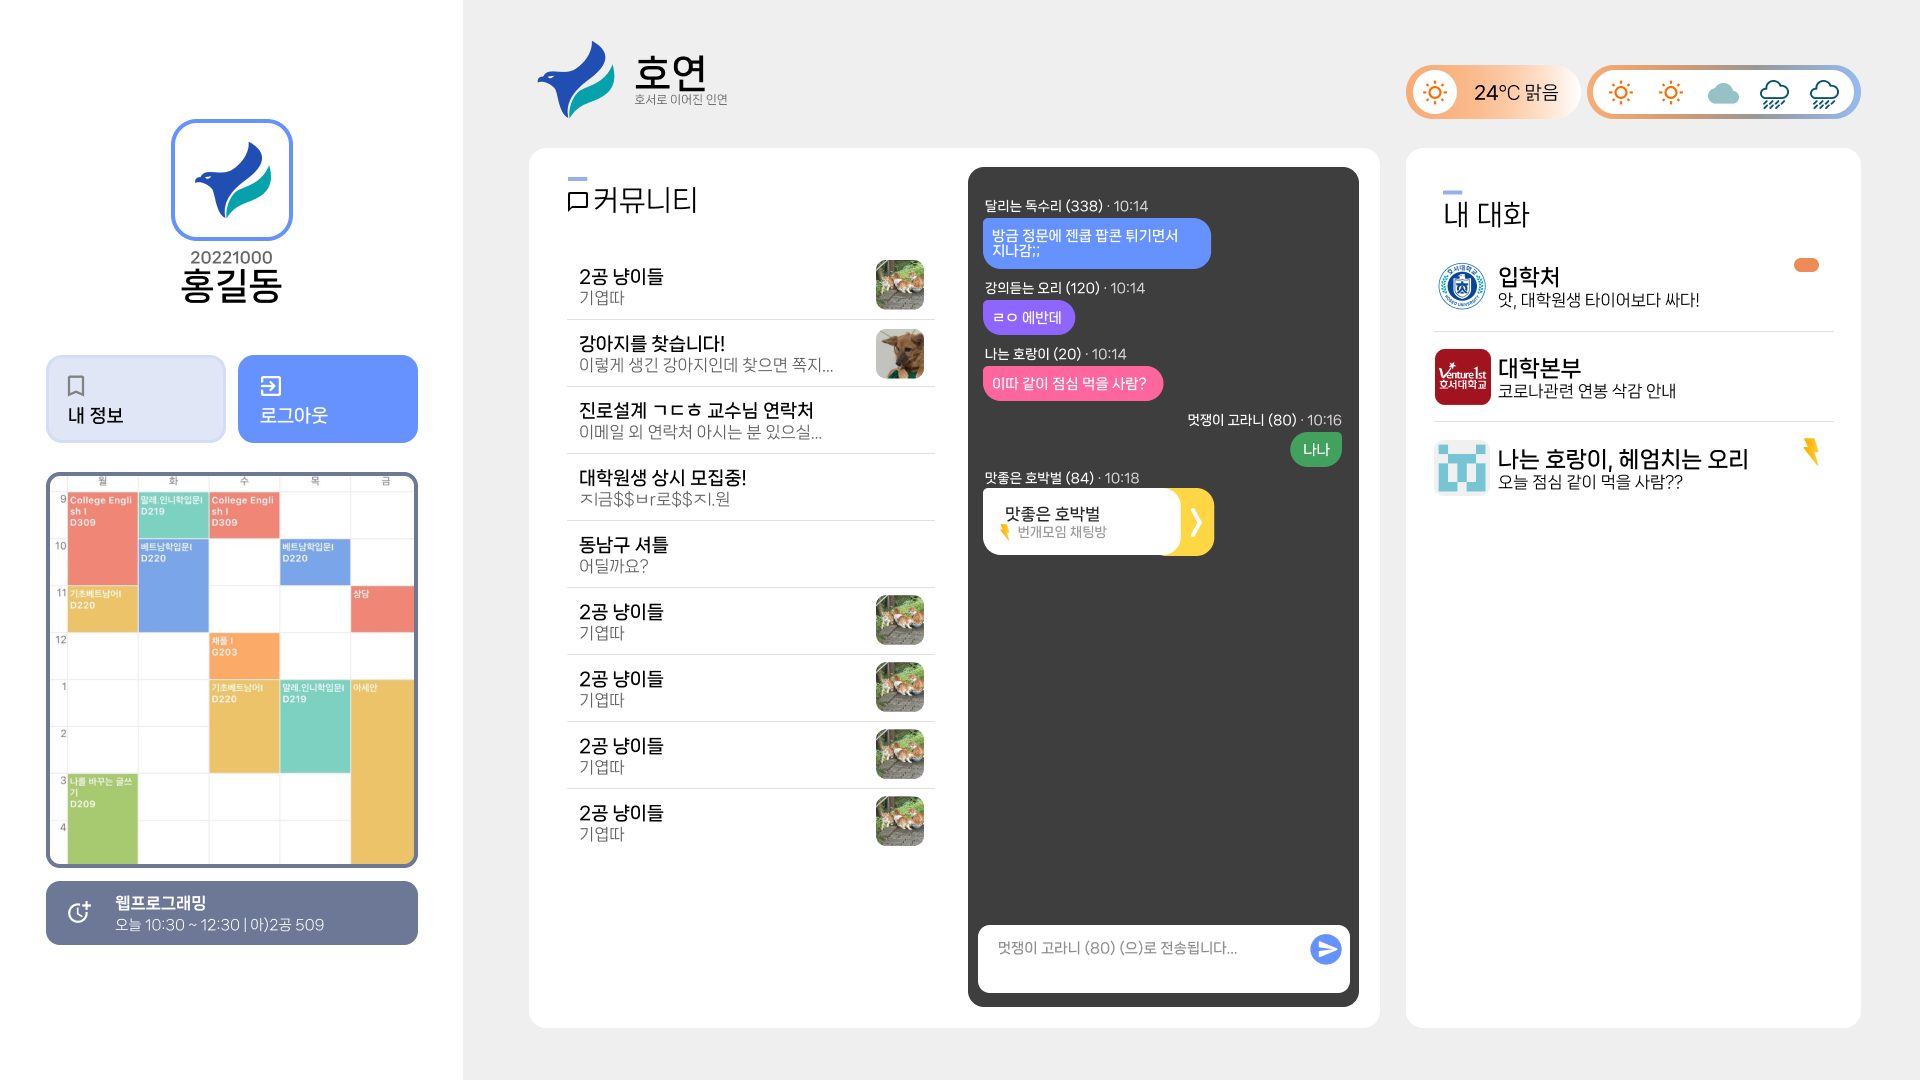 20221000
홍길동
내 정보
로그아웃
월 화 수 목 금
9
10
11
12
1
2
3
4
College Engli
sh I
D309
말레.인니학입문I
D219
College Engli
sh I
D309
베트남학입문I
D220
베트남학입문I
D220
기초베트남어I
D220
상담
채플 I
G203
기초베트남어I
D220
말레.인니학입문I
D219
아세안
나를 바꾸는 글쓰
기
D209
웹프로그래밍
오늘 10:30 ~ 12:30 | 아)2공 509
호연
호서로 이어진 인연
24°C 맑음
커뮤니티
2공 냥이들
기엽따
강아지를 찾습니다!
이렇게 생긴 강아지인데 찾으면 쪽지...
진로설계 ㄱㄷㅎ 교수님 연락처
이메일 외 연락처 아시는 분 있으실...
대학원생 상시 모집중!
ㅈI금$$ㅂr로$$ㅈI.원
동남구 셔틀
어딜까요?
2공 냥이들
기엽따
2공 냥이들
기엽따
2공 냥이들
기엽따
2공 냥이들
기엽따
달리는 독수리 (338) · 10:14
방금 정문에 젠쿱 팝콘 튀기면서
지나감;;
강의듣는 오리 (120) · 10:14
ㄹㅇ 에반데
나는 호랑이 (20) · 10:14
이따 같이 점심 먹을 사람?
멋쟁이 고라니 (80) · 10:16
나나
맛좋은 호박벌 (84) · 10:18
맛좋은 호박벌
번개모임 채팅방
멋쟁이 고라니 (80) (으)로 전송됩니다...
내 대화
입학처
앗, 대학원생 타이어보다 싸다!
Venture1st
호서대학교
대학본부
코로나관련 연봉 삭감 안내
나는 호랑이, 헤엄치는 오리
오늘 점심 같이 먹을 사람??